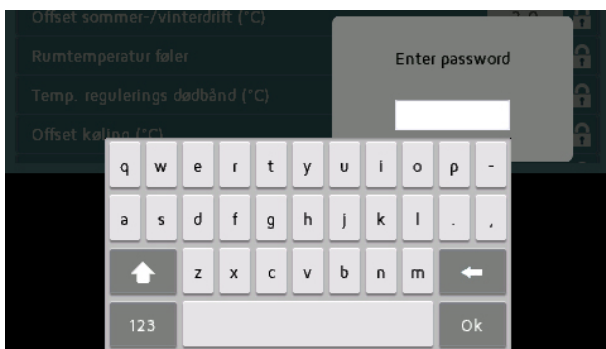 Offset sommer-/vinterdrift (°C)
Rumtemperatur føler
Temp. regulerings dødbånd (°C)
Offset køling (°C)
Enter password
q w e r t y u i o p -
a s d f g h j k l . ,
z x c v b n m
123 Ok